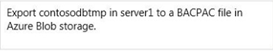 Export contosodbtmp in server1 to a BACPAC file in
Azure Blob storage.